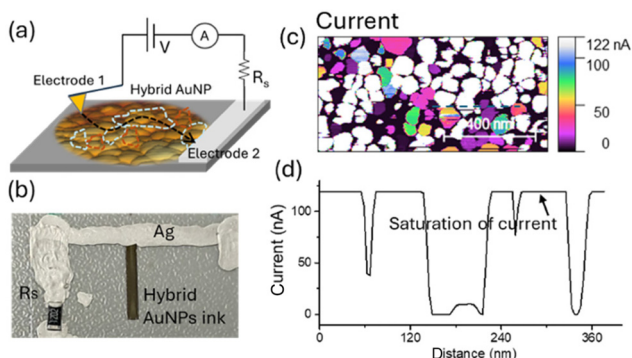 (a)
V
A
Rs
Electrode 1
Hybrid AuNP
Electrode 2
(b)
Ag
Rs
Hybrid
AuNPs ink
Current
(c)
122 nA
100
50
0
400 nm
(d)
Current (nA)
100
50
0
Saturation of
current
0
120
240
360
Distance (nm)